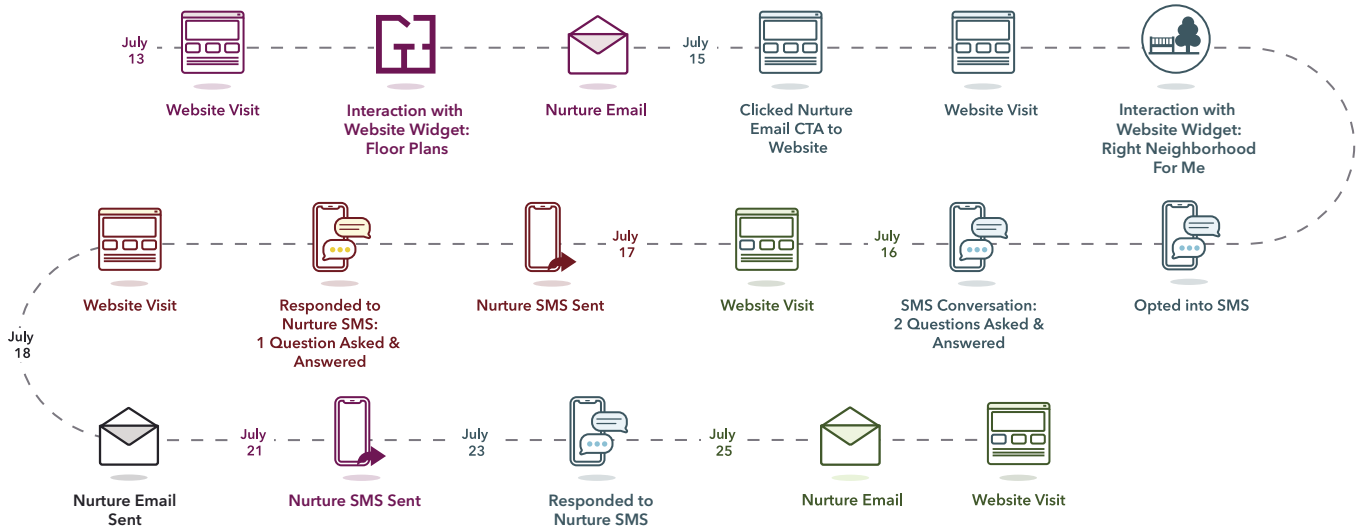 July
13
Website Visit
Interaction with
Website Widget:
Floor Plans
Nurture Email
July
15
Clicked Nurture
Email CTA to
Website
Website Visit
Interaction with
Website Widget:
Right Neighborhood
For Me
Opted into SMS
SMS Conversation:
2 Questions Asked &
Answered
July
16
Website Visit
July
17
Nurture SMS Sent
Responded to
Nurture SMS:
1 Question Asked &
Answered
Website Visit
July
18
Nurture Email
Sent
July
21
Nurture SMS Sent
July
23
Responded to
Nurture SMS
July
25
Nurture Email
Website Visit